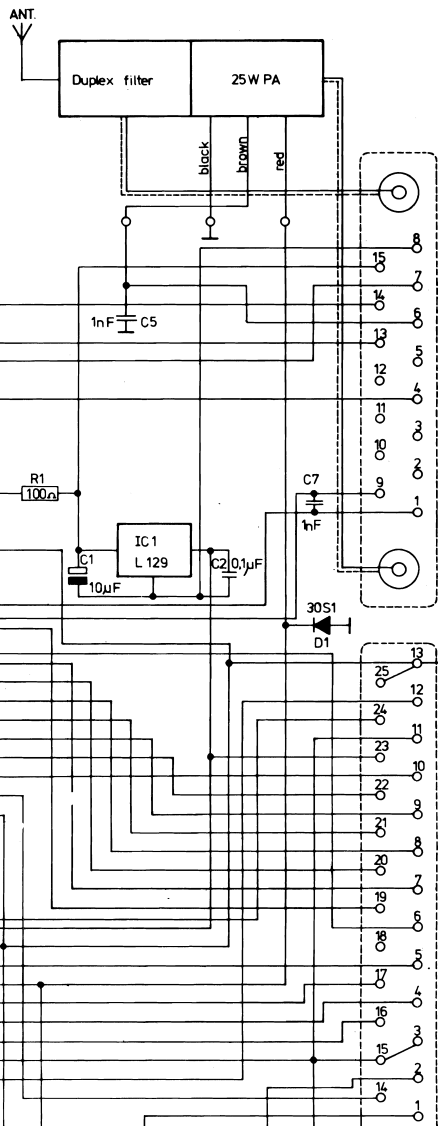 ANT.
Duplex filter
25W PA
black
brown
red
8
15
7
14
6
1nF
C5
13
5
12
4
11
3
10
2
R1
100Ω
C7
9
1
1nF
IC1
L 129
C1
10µF
C2
0,1µF
30S1
D1
13
25
12
24
11
23
10
22
9
21
8
20
7
19
6
18
5
17
4
16
3
15
2
14
1